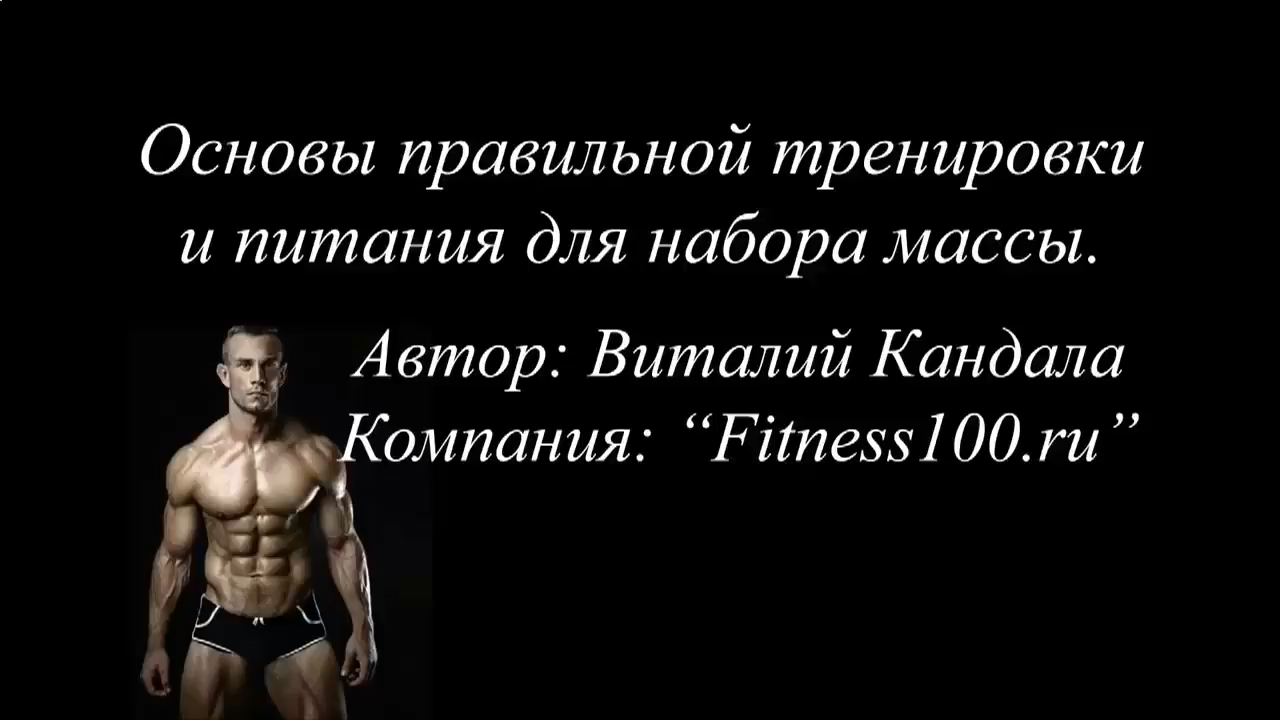 Основы правильной тренировки
и питания для набора массы.
Автор: Виталий Кандала
Компания: “Fitness100.ru”